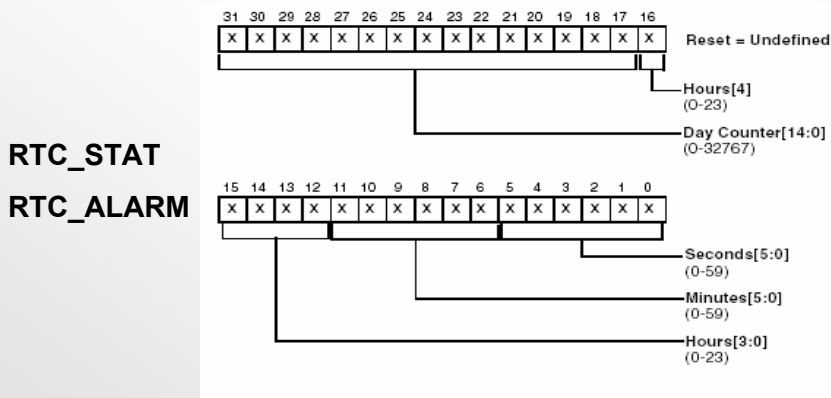 31 30 29 28 27 26 25 24 23 22 21 20 19 18 17 16
X X X X X X X X X X X X X X X X
Reset = Undefined
Hours[4]
(0-23)
Day Counter[14:0]
(0-32767)
RTC_STAT
RTC_ALARM
15 14 13 12 11 10 9 8 7 6 5 4 3 2 1 0
X X X X X X X X X X X X X X X X
Seconds[5:0]
(0-59)
Minutes[5:0]
(0-59)
Hours[3:0]
(0-23)